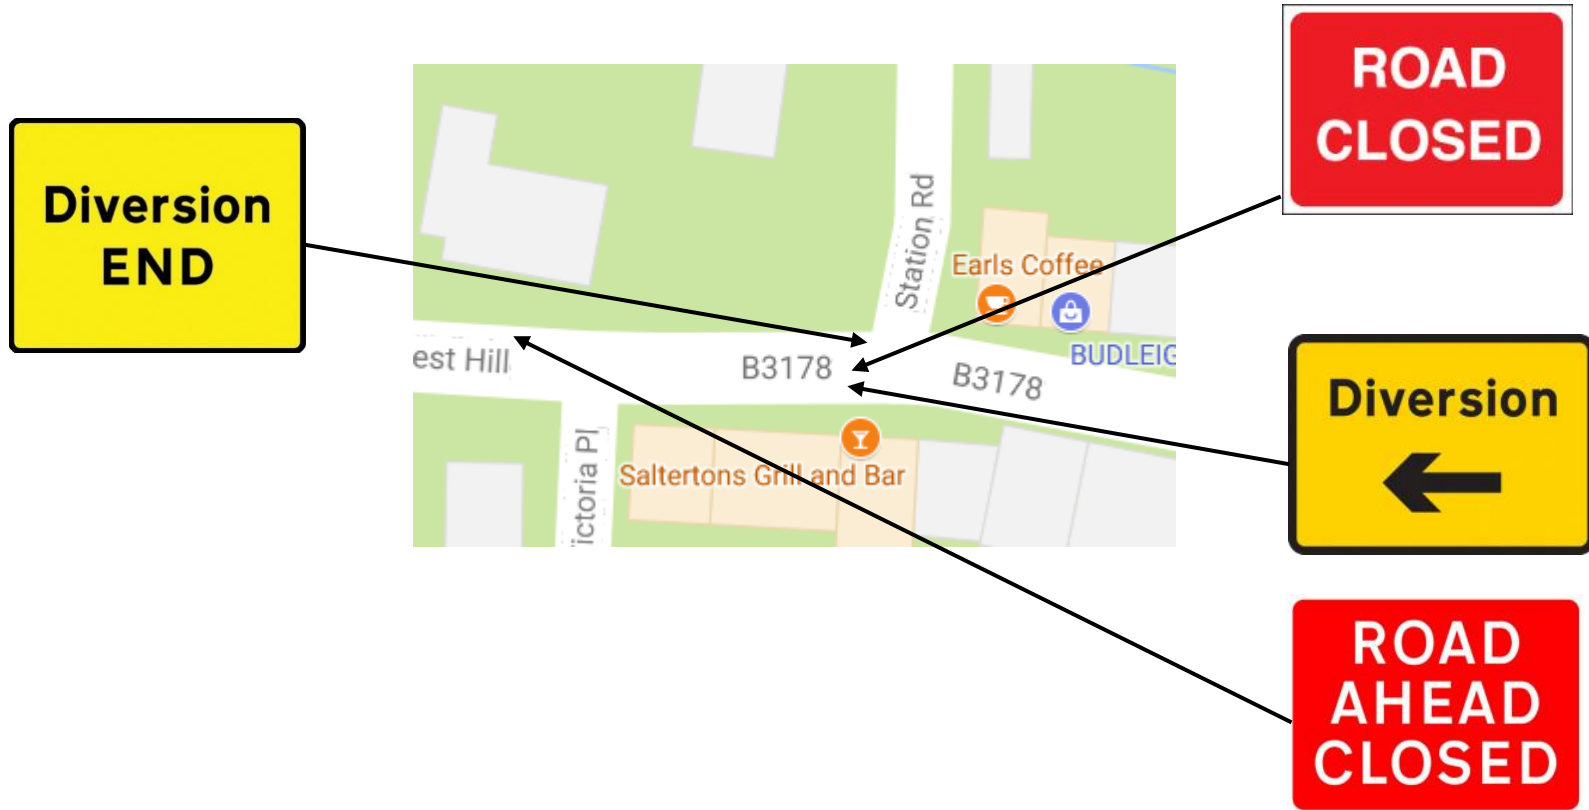 Diversion
END
ROAD
CLOSED
Station Rd
Earls Coffee
BUDLEIG
est Hill
B3178
B3178
Diversion
Saltertons Grill and Bar
ictoria Pl
ROAD
AHEAD
CLOSED